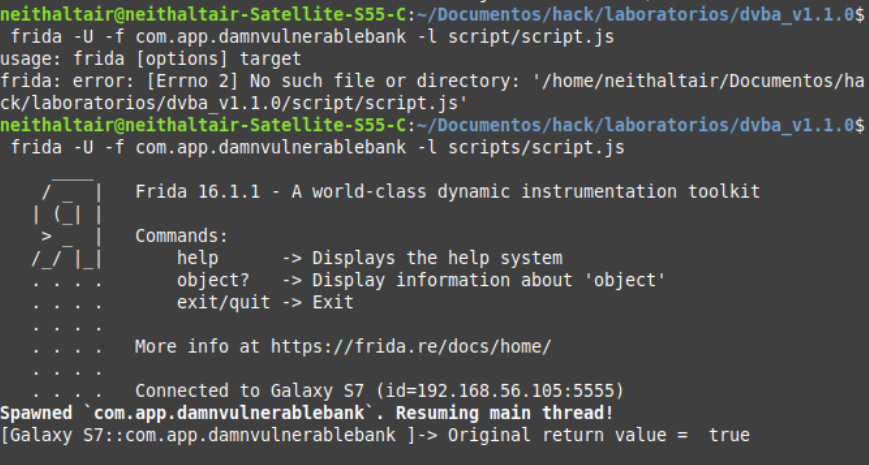 neithaltair@neithaltair-Satellite-S55-C:~/Documentos/hack/laboratorios/dvba_v1.1.0$
 frida -U -f com.app.damnvulnerablebank -l script/script.js
usage: frida [options] target
frida: error: [Errno 2] No such file or directory: '/home/neithaltair/Documentos/ha
ck/laboratorios/dvba_v1.1.0/script/script.js'
neithaltair@neithaltair-Satellite-S55-C:~/Documentos/hack/laboratorios/dvba_v1.1.0$
 frida -U -f com.app.damnvulnerablebank -l scripts/script.js
     ____
    / _  |   Frida 16.1.1 - A world-class dynamic instrumentation toolkit
   | (_| |
    > _  |   Commands:
   /_/ |_|       help      -> Displays the help system
   . . . .       object?   -> Display information about 'object'
   . . . .       exit/quit -> Exit
   . . . .
   . . . .   More info at https://frida.re/docs/home/
   . . . .
   . . . .   Connected to Galaxy S7 (id=192.168.56.105:5555)
Spawned `com.app.damnvulnerablebank`. Resuming main thread!
[Galaxy S7::com.app.damnvulnerablebank ]-> Original return value =  true